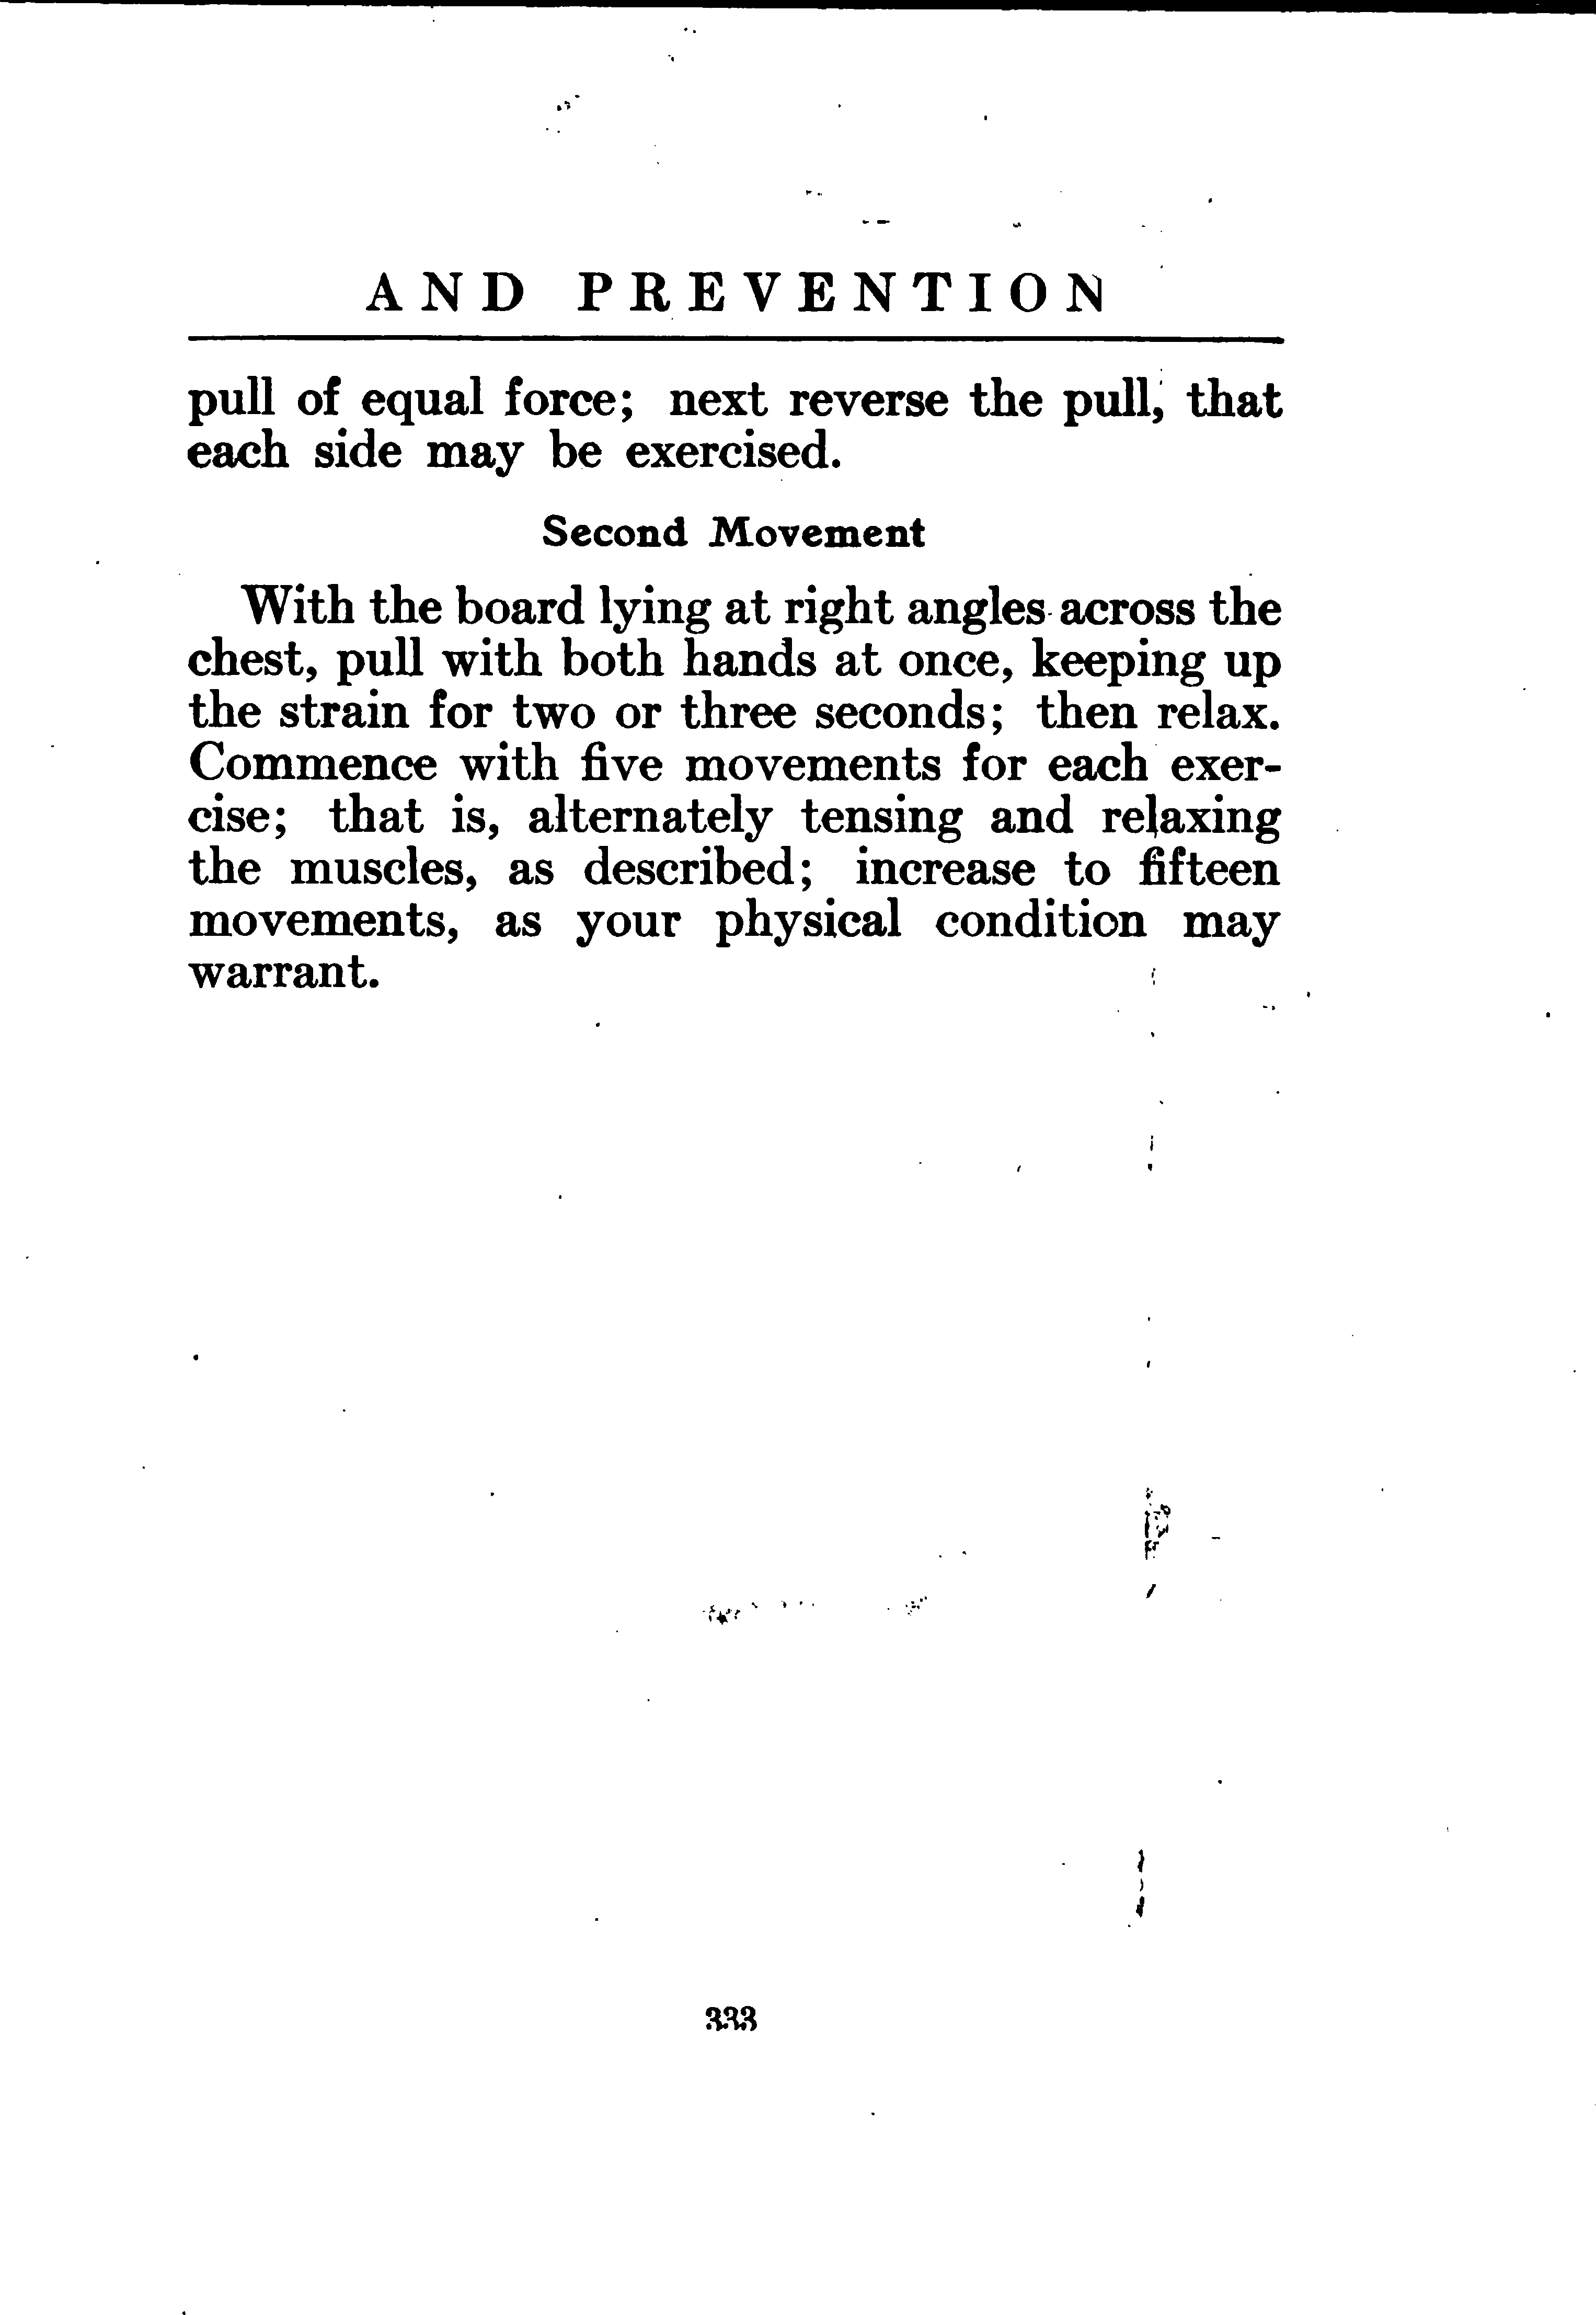 AND PREVENTION
pull of equal force; next reverse the pull, that
each side may be exercised.
Second Movement
With the board lying at right angles across the
chest, pull with both hands at once, keeping up
the strain for two or three seconds; then relax.
Commence with five movements for each exer-
cise; that is, alternately tensing and relaxing
the muscles, as described; increase to fifteen
movements, as your physical condition may
warrant.
333